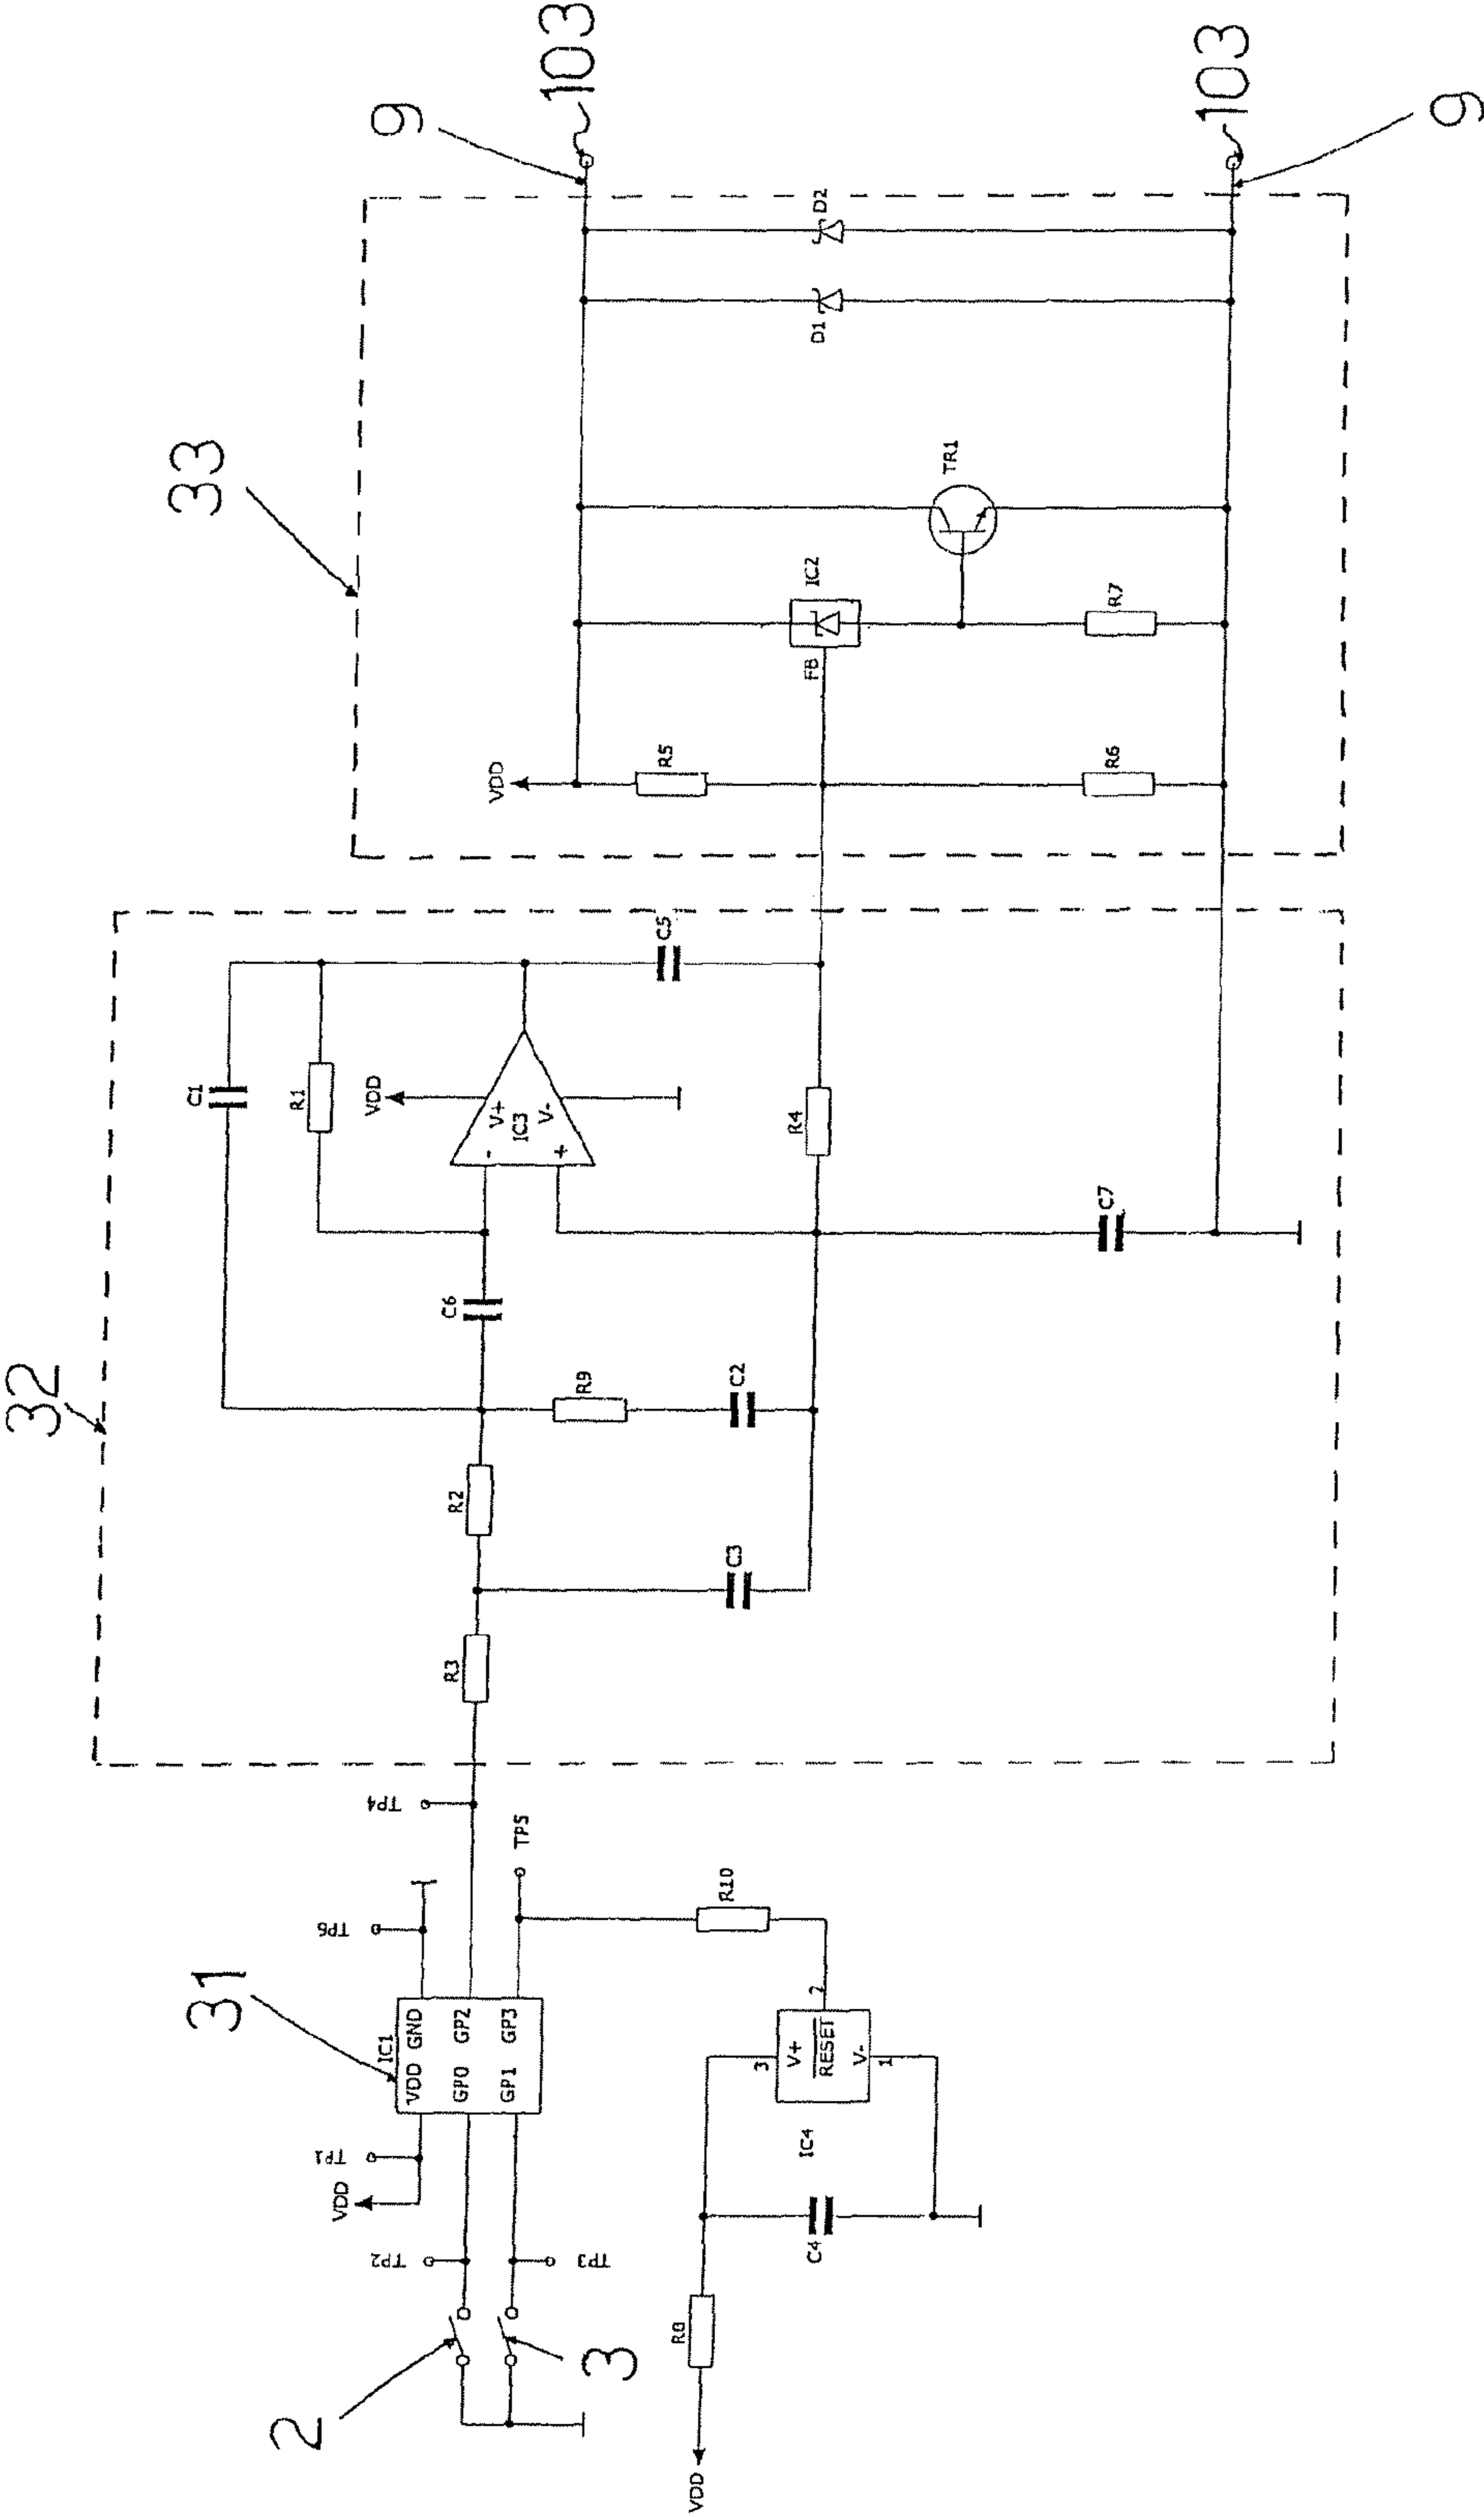 9
103
103
9
D2
D1
33
TR1
IC2
FB
R7
VDD
R5
R6
32
C5
C1
R1
VDD
V+
IC3
V-
-
+
R4
C7
C6
R9
C2
R2
C3
R3
TP4
TP5
TP6
R10
31
IC1
VDD GND
GP0 GP2
GP1 GP3
2
3
V+
RESET
V-
1
IC4
TP1
VDD
TP2
TP3
C4
R8
2
3
VDD